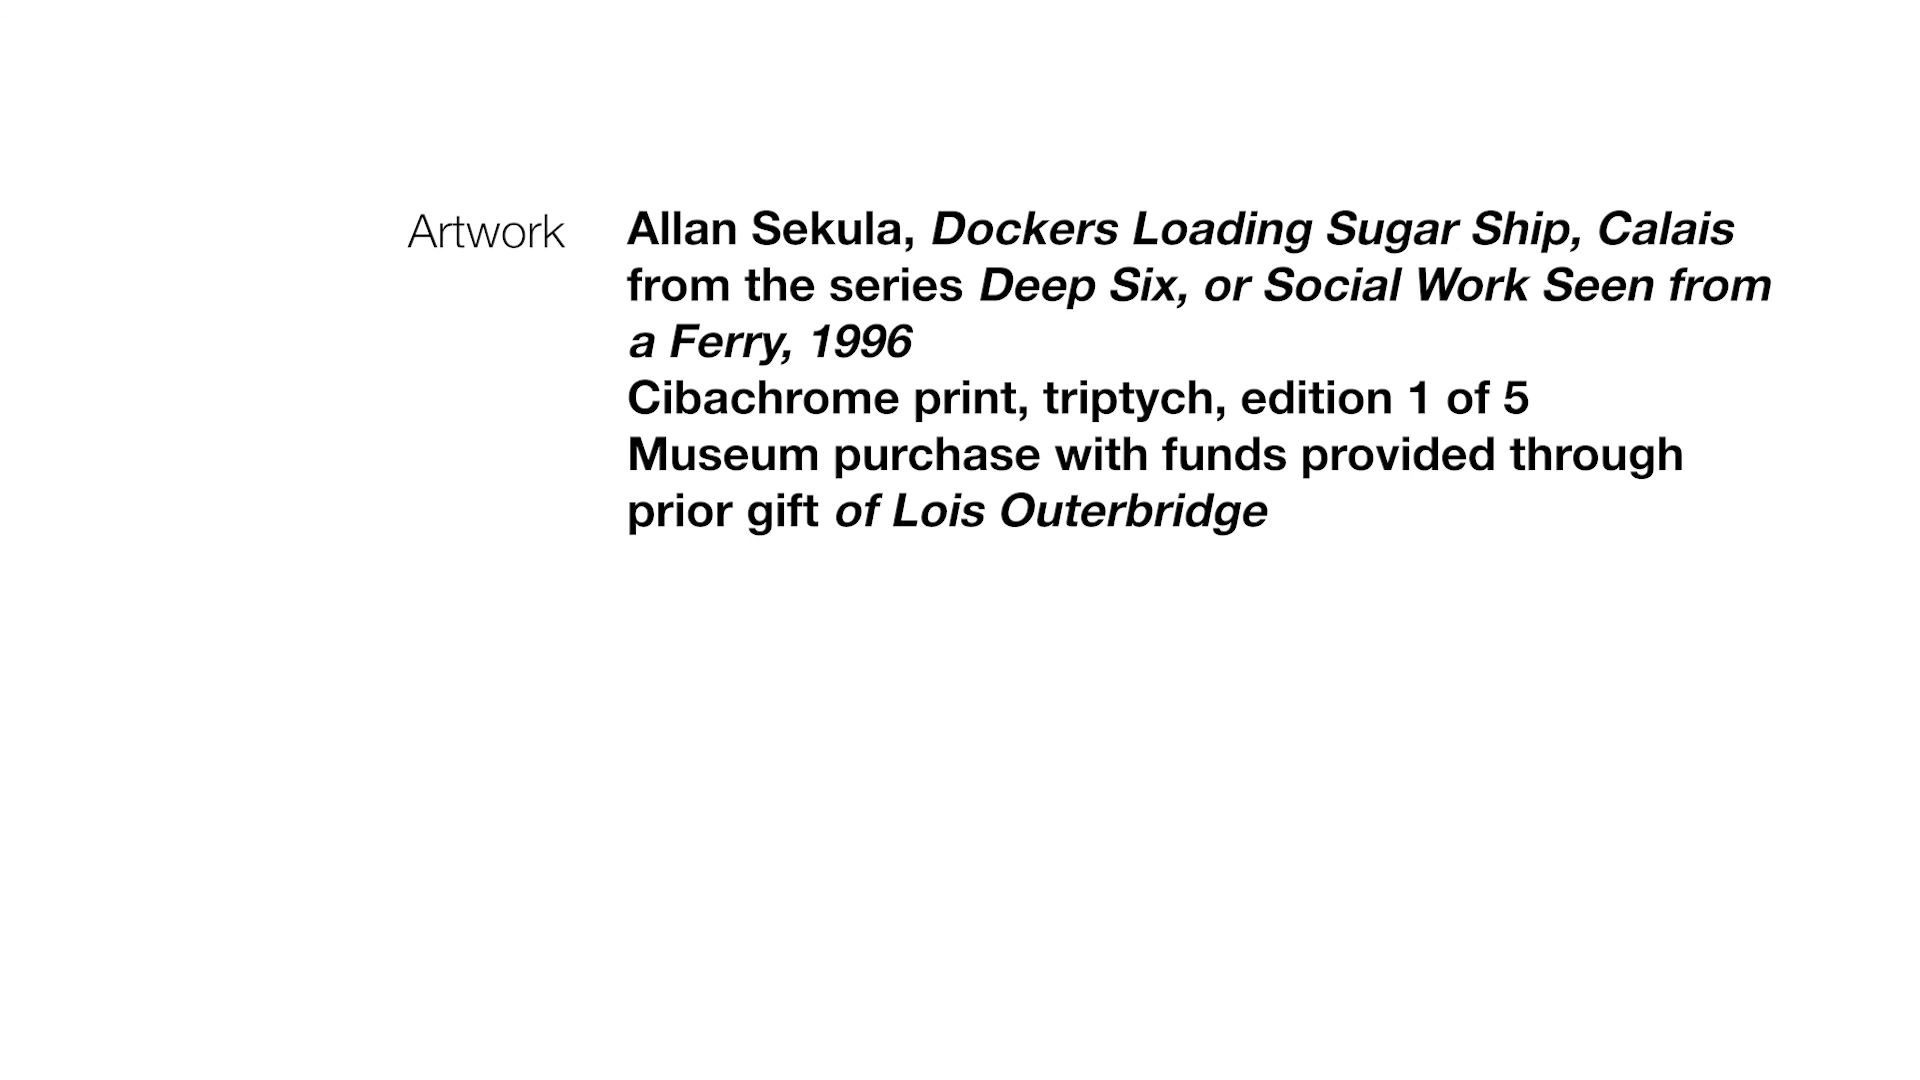 Artwork Allan Sekula, Dockers Loading Sugar Ship, Calais
from the series Deep Six, or Social Work Seen from
a Ferry, 1996
Cibachrome print, triptych, edition 1 of 5
Museum purchase with funds provided through
prior gift of Lois Outerbridge